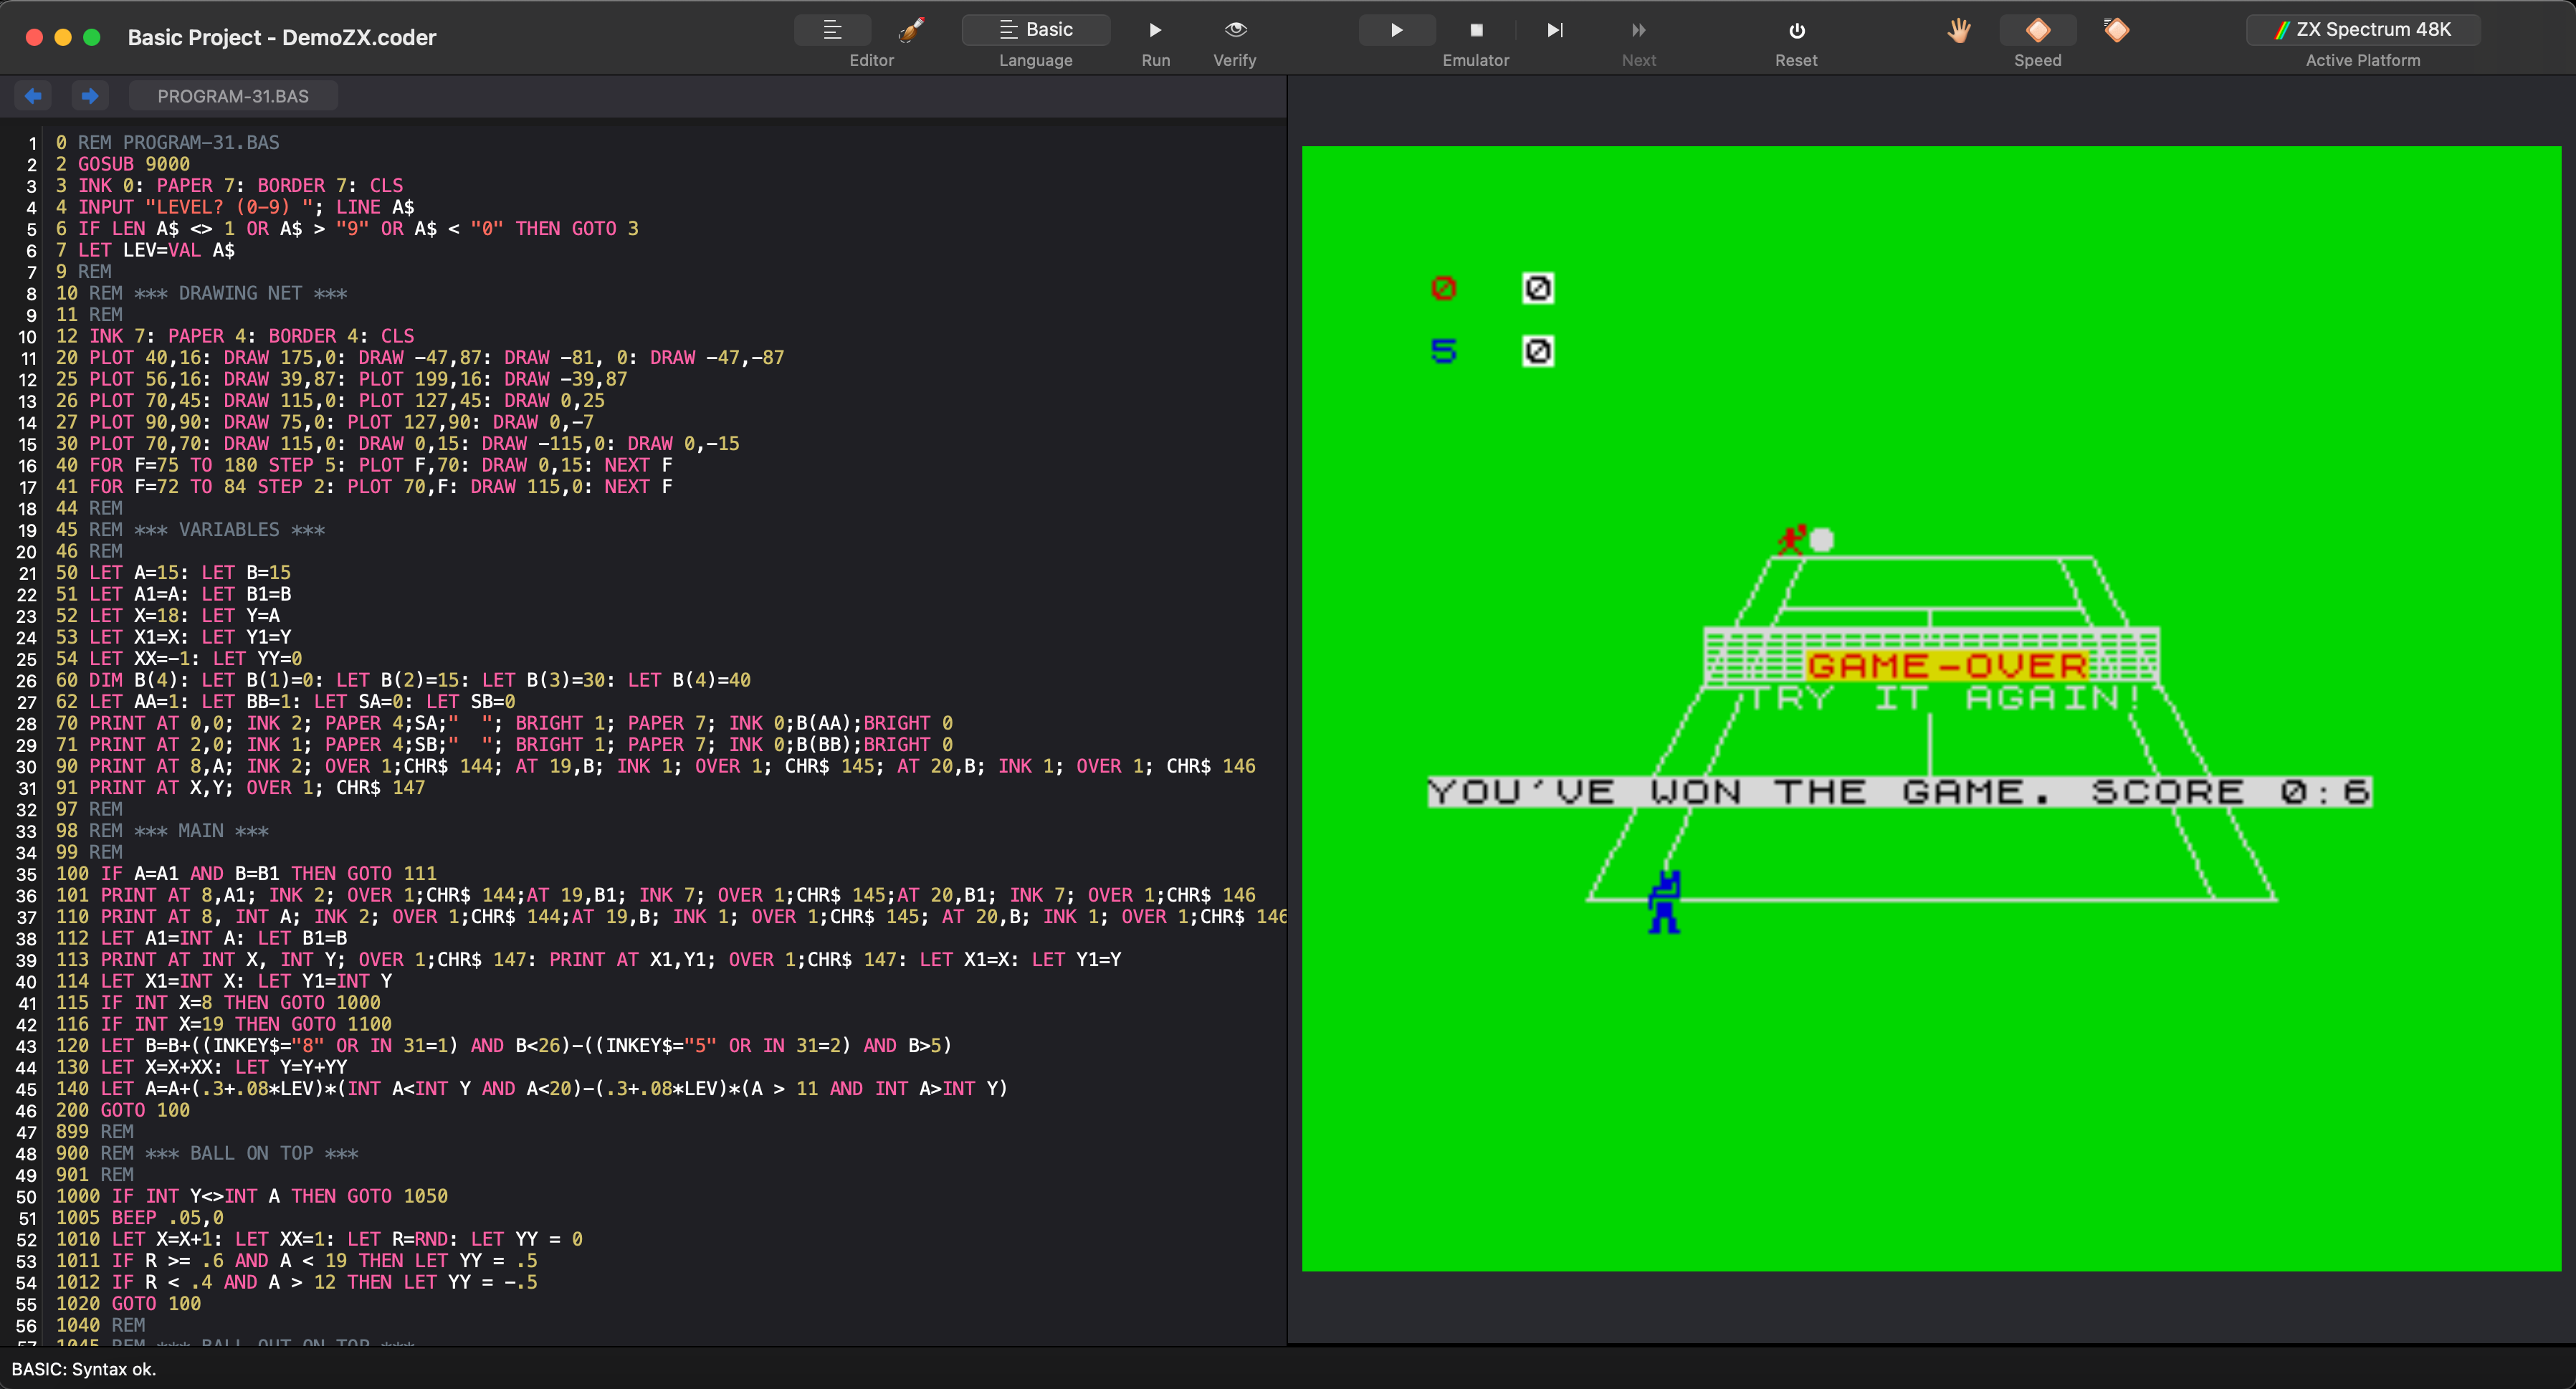 Basic Project - DemoZX.coder
Editor
Basic
Language
Run
Verify
Emulator
Next
Reset
Speed
ZX Spectrum 48K
Active Platform
PROGRAM-31.BAS
1 0 REM PROGRAM-31.BAS
2 2 GOSUB 9000
3 3 INK 0: PAPER 7: BORDER 7: CLS
4 4 INPUT "LEVEL? (0-9) "; LINE A$
5 6 IF LEN A$ <> 1 OR A$ > "9" OR A$ < "0" THEN GOTO 3
6 7 LET LEV=VAL A$
7 9 REM
8 10 REM *** DRAWING NET ***
9 11 REM
10 12 INK 7: PAPER 4: BORDER 4: CLS
11 20 PLOT 40,16: DRAW 175,0: DRAW -47,87: DRAW -81, 0: DRAW -47,-87
12 25 PLOT 56,16: DRAW 39,87: PLOT 199,16: DRAW -39,87
13 26 PLOT 70,45: DRAW 115,0: PLOT 127,45: DRAW 0,25
14 27 PLOT 90,90: DRAW 75,0: PLOT 127,90: DRAW 0,-7
15 30 PLOT 70,70: DRAW 115,0: DRAW 0,15: DRAW -115,0: DRAW 0,-15
16 40 FOR F=75 TO 180 STEP 5: PLOT F,70: DRAW 0,15: NEXT F
17 41 FOR F=72 TO 84 STEP 2: PLOT 70,F: DRAW 115,0: NEXT F
18 44 REM
19 45 REM *** VARIABLES ***
20 46 REM
21 50 LET A=15: LET B=15
22 51 LET A1=A: LET B1=B
23 52 LET X=18: LET Y=A
24 53 LET X1=X: LET Y1=Y
25 54 LET XX=-1: LET YY=0
26 60 DIM B(4): LET B(1)=0: LET B(2)=15: LET B(3)=30: LET B(4)=40
27 62 LET AA=1: LET BB=1: LET SA=0: LET SB=0
28 70 PRINT AT 0,0; INK 2; PAPER 4;SA;"  "; BRIGHT 1; PAPER 7; INK 0;B(AA);BRIGHT 0
29 71 PRINT AT 2,0; INK 1; PAPER 4;SB;"  "; BRIGHT 1; PAPER 7; INK 0;B(BB);BRIGHT 0
30 90 PRINT AT 8,A; INK 2; OVER 1;CHR$ 144; AT 19,B; INK 1; OVER 1; CHR$ 145; AT 20,B; INK 1; OVER 1; CHR$ 146
31 91 PRINT AT X,Y; OVER 1; CHR$ 147
32 97 REM
33 98 REM *** MAIN ***
34 99 REM
35 100 IF A=A1 AND B=B1 THEN GOTO 111
36 101 PRINT AT 8,A1; INK 2; OVER 1;CHR$ 144;AT 19,B1; INK 7; OVER 1;CHR$ 145;AT 20,B1; INK 7; OVER 1;CHR$ 146
37 110 PRINT AT 8, INT A; INK 2; OVER 1;CHR$ 144;AT 19,B; INK 1; OVER 1;CHR$ 145; AT 20,B; INK 1; OVER 1;CHR$ 146
38 112 LET A1=INT A: LET B1=B
39 113 PRINT AT INT X, INT Y; OVER 1;CHR$ 147: PRINT AT X1,Y1; OVER 1;CHR$ 147: LET X1=X: LET Y1=Y
40 114 LET X1=INT X: LET Y1=INT Y
41 115 IF INT X=8 THEN GOTO 1000
42 116 IF INT X=19 THEN GOTO 1100
43 120 LET B=B+((INKEY$="8" OR IN 31=1) AND B<26)-((INKEY$="5" OR IN 31=2) AND B>5)
44 130 LET X=X+XX: LET Y=Y+YY
45 140 LET A=A+(.3+.08*LEV)*(INT A<INT Y AND A<20)-(.3+.08*LEV)*(A > 11 AND INT A>INT Y)
46 200 GOTO 100
47 899 REM
48 900 REM *** BALL ON TOP ***
49 901 REM
50 1000 IF INT Y<>INT A THEN GOTO 1050
51 1005 BEEP .05,0
52 1010 LET X=X+1: LET XX=1: LET R=RND: LET YY = 0
53 1011 IF R >= .6 AND A < 19 THEN LET YY = .5
54 1012 IF R < .4 AND A > 12 THEN LET YY = -.5
55 1020 GOTO 100
56 1040 REM
57 1045 REM *** BALL OUT ON TOP ***
0 0
5 0
GAME-OVER
TRY IT AGAIN!
YOU'VE WON THE GAME. SCORE 0:6
BASIC: Syntax ok.